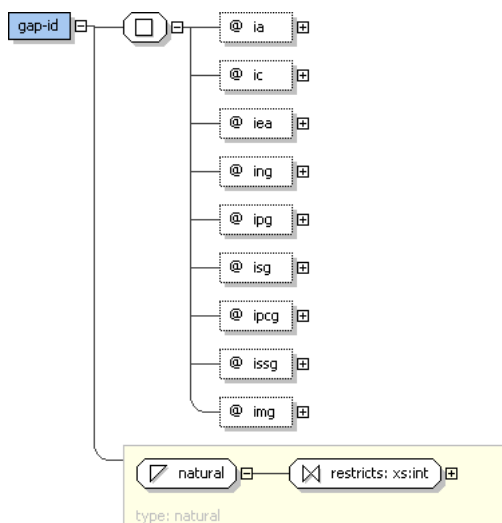 gap-id
@ ia
@ ic
@ iea
@ ing
@ ipg
@ isg
@ ipcg
@ issg
@ img
natural
restricts: xs:int
type: natural